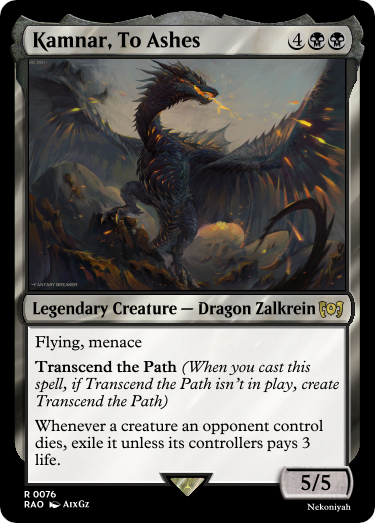 Kamnar, To Ashes 4
Legendary Creature — Dragon Zalkrein
Flying, menace
Transcend the Path (When you cast this
spell, if Transcend the Path isn't in play, create
Transcend the Path)
Whenever a creature an opponent control
dies, exile it unless its controllers pays 3
life.
5/5
R 0076
RAO AixGz
Nekoniyah